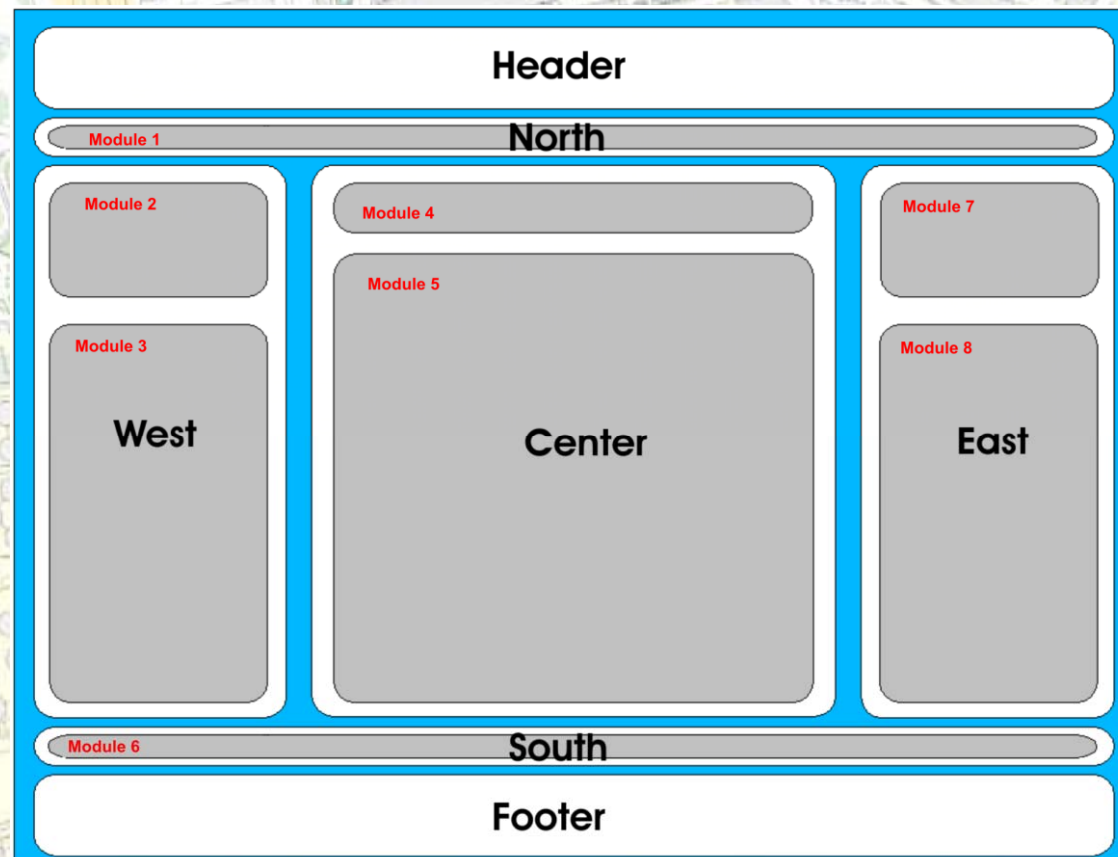 Header
Module 1
North
Module 2
Module 4
Module 7
Module 5
Module 3
Module 8
West
Center
East
Module 6
South
Footer